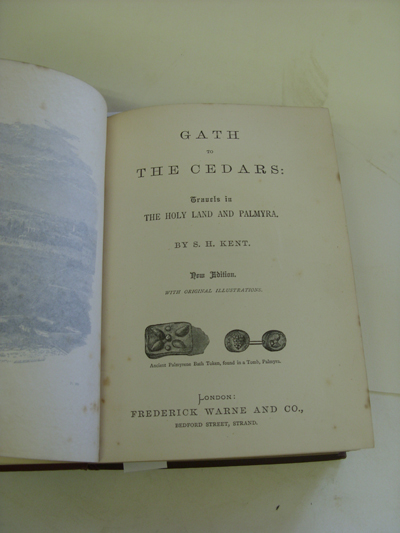 GATH
TO
THE CEDARS:
Travels in
THE HOLY LAND AND PALMYRA.
BY S. H. KENT.
New Edition.
WITH ORIGINAL ILLUSTRATIONS.
Ancient Palmyrene Bath Token, found in a Tomb, Palmyra.
LONDON:
FREDERICK WARNE AND CO.,
BEDFORD STREET, STRAND.